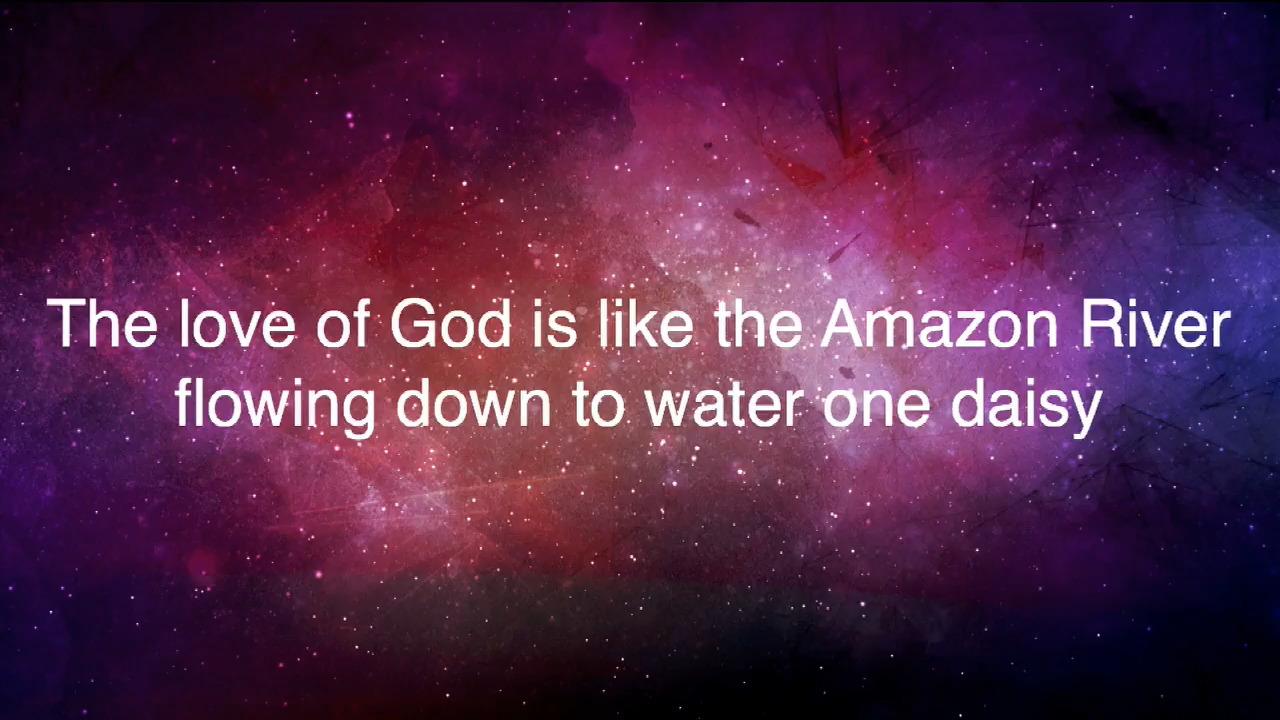 The love of God is like the Amazon River
flowing down to water one daisy